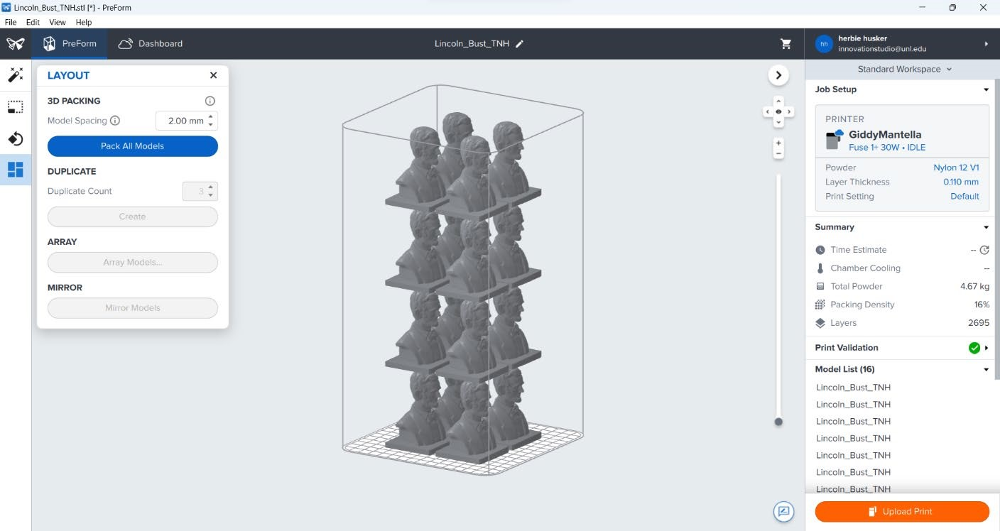 Lincoln_Bust_TNH.stl [*] - PreForm
File Edit View Help
PreForm
Dashboard
Lincoln_Bust_TNH
hh
herbie husker
innovationstudio@unl.edu
LAYOUT
3D PACKING
Model Spacing
2.00 mm
Pack All Models
DUPLICATE
Duplicate Count
3
Create
ARRAY
Array Models...
MIRROR
Mirror Models
Standard Workspace
Job Setup
PRINTER
GiddyMantella
Fuse 1+ 30W • IDLE
Powder Nylon 12 V1
Layer Thickness 0.110 mm
Print Setting Default
Summary
Time Estimate --
Chamber Cooling --
Total Powder 4.67 kg
Packing Density 16%
Layers 2695
Print Validation
Model List (16)
Lincoln_Bust_TNH
Lincoln_Bust_TNH
Lincoln_Bust_TNH
Lincoln_Bust_TNH
Lincoln_Bust_TNH
Lincoln_Bust_TNH
Lincoln_Bust_TNH
Upload Print